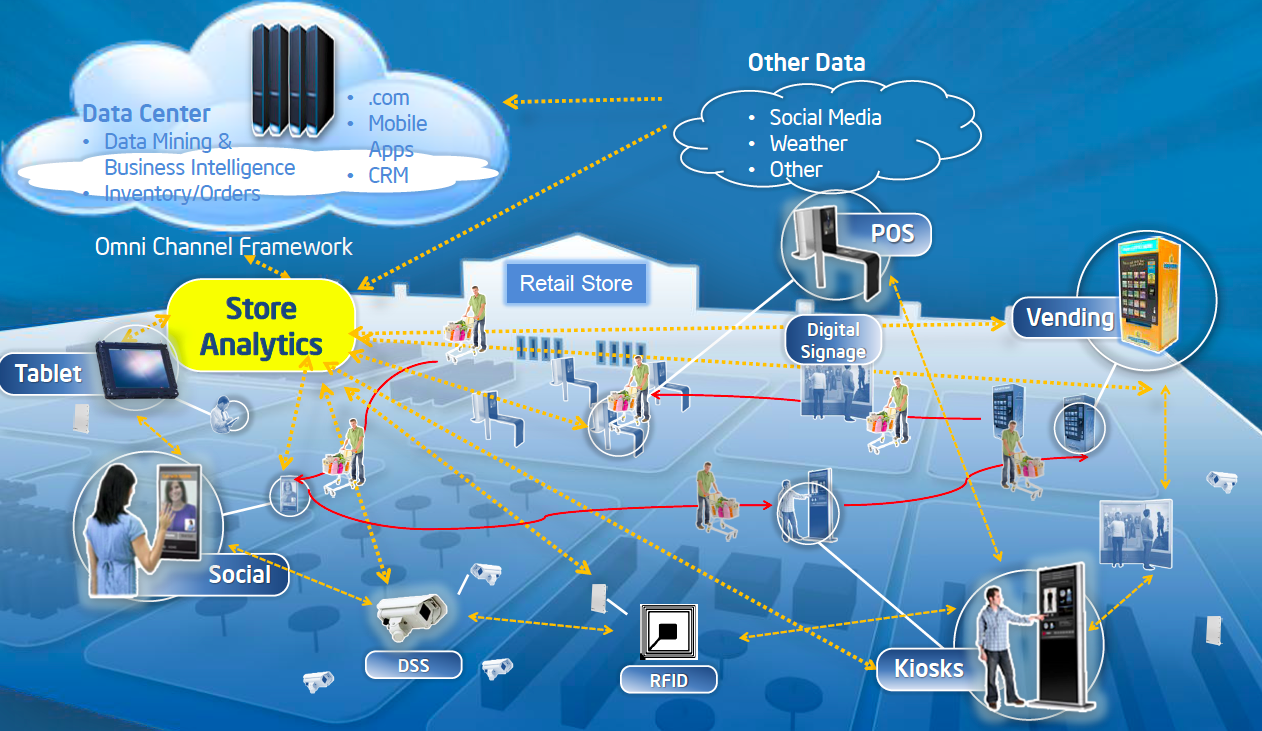 Data Center
• Data Mining &
Business Intelligence
• Inventory/Orders
• .com
• Mobile
Apps
• CRM
Other Data
• Social Media
• Weather
• Other
Omni Channel Framework
POS
Retail Store
Store
Analytics
Vending
Digital
Signage
Tablet
Social
DSS
RFID
Kiosks